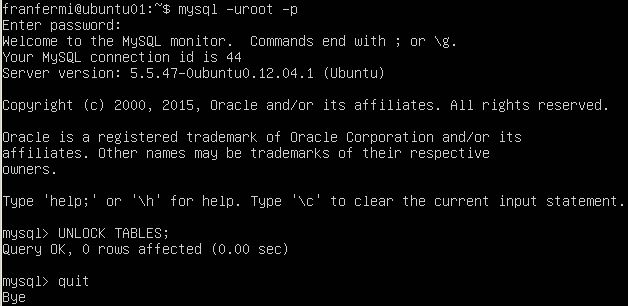 franfermi@ubuntu01:~$ mysql -uroot -p
Enter password:
Welcome to the MySQL monitor.  Commands end with ; or \g.
Your MySQL connection id is 44
Server version: 5.5.47-0ubuntu0.12.04.1 (Ubuntu)

Copyright (c) 2000, 2015, Oracle and/or its affiliates. All rights reserved.

Oracle is a registered trademark of Oracle Corporation and/or its
affiliates. Other names may be trademarks of their respective
owners.

Type 'help;' or '\h' for help. Type '\c' to clear the current input statement.

mysql> UNLOCK TABLES;
Query OK, 0 rows affected (0.00 sec)

mysql> quit
Bye